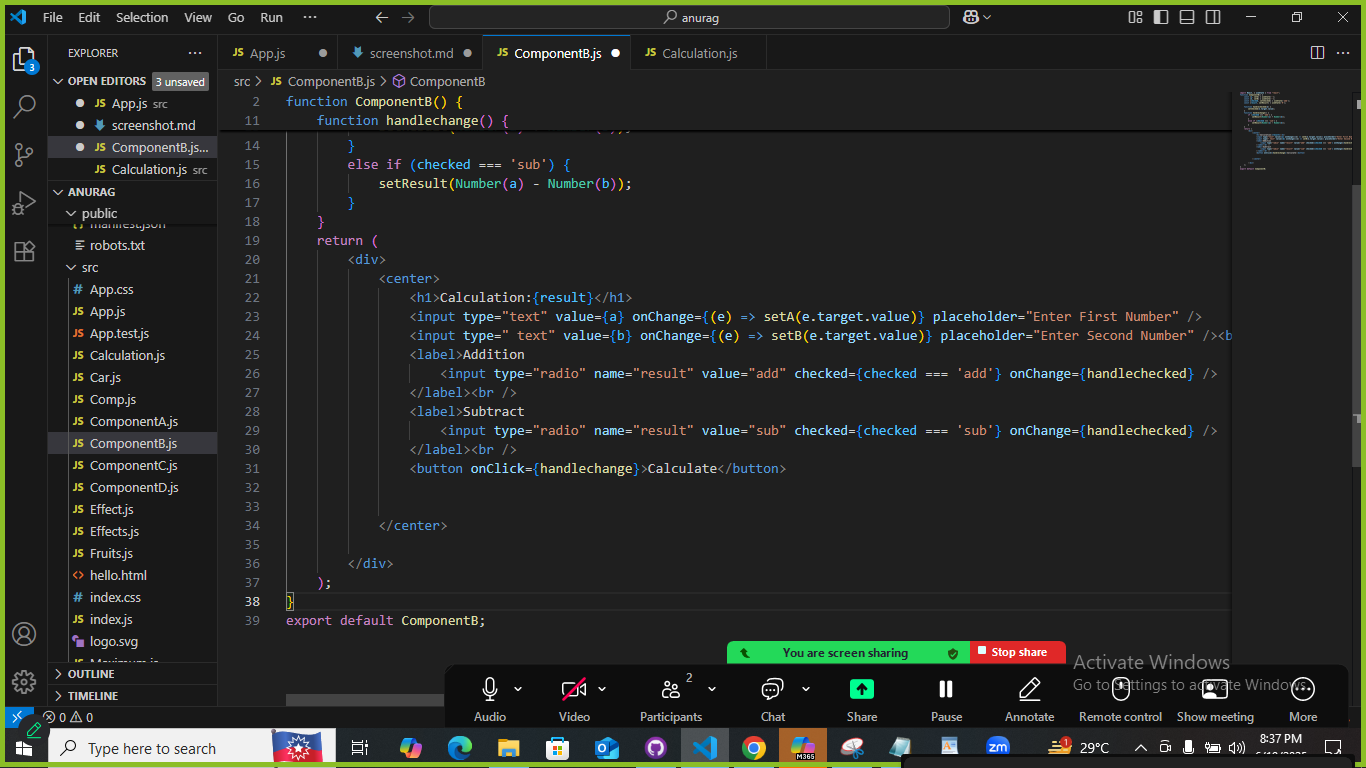 File Edit Selection View Go Run ··· anurag
EXPLORER ···
App.js screenshot.md ComponentB.js Calculation.js ···
OPEN EDITORS 3 unsaved
JS App.js src
screenshot.md
JS ComponentB.js...
JS Calculation.js src
ANURAG
public
manifest.json
robots.txt
src
# App.css
JS App.js
JS App.test.js
JS Calculation.js
JS Car.js
JS Comp.js
JS ComponentA.js
JS ComponentB.js
JS ComponentC.js
JS ComponentD.js
JS Effect.js
JS Effects.js
JS Fruits.js
<> hello.html
# index.css
JS index.js
logo.svg
OUTLINE
TIMELINE
3
src > JS ComponentB.js > ComponentB
2 function ComponentB() {
11 function handlechange() {
14 }
15 else if (checked === 'sub') {
16 setResult(Number(a) - Number(b));
17 }
18 }
19 return (
20 <div>
21 <center>
22 <h1>Calculation:{result}</h1>
23 <input type="text" value={a} onChange={(e) => setA(e.target.value)} placeholder="Enter First Number" />
24 <input type=" text" value={b} onChange={(e) => setB(e.target.value)} placeholder="Enter Second Number" /><b
25 <label>Addition
26 <input type="radio" name="result" value="add" checked={checked === 'add'} onChange={handlechecked} />
27 </label><br />
28 <label>Subtract
29 <input type="radio" name="result" value="sub" checked={checked === 'sub'} onChange={handlechecked} />
30 </label><br />
31 <button onClick={handlechange}>Calculate</button>
32
33
34 </center>
35
36 </div>
37 );
38 }
39 export default ComponentB;
You are screen sharing Stop share
Activate Windows
Go to Settings to activate Windows.
2
Audio Video Participants Chat Share Pause Annotate Remote control Show meeting More
0 0
Type here to search
M365
zm
1
29°C
8:37 PM